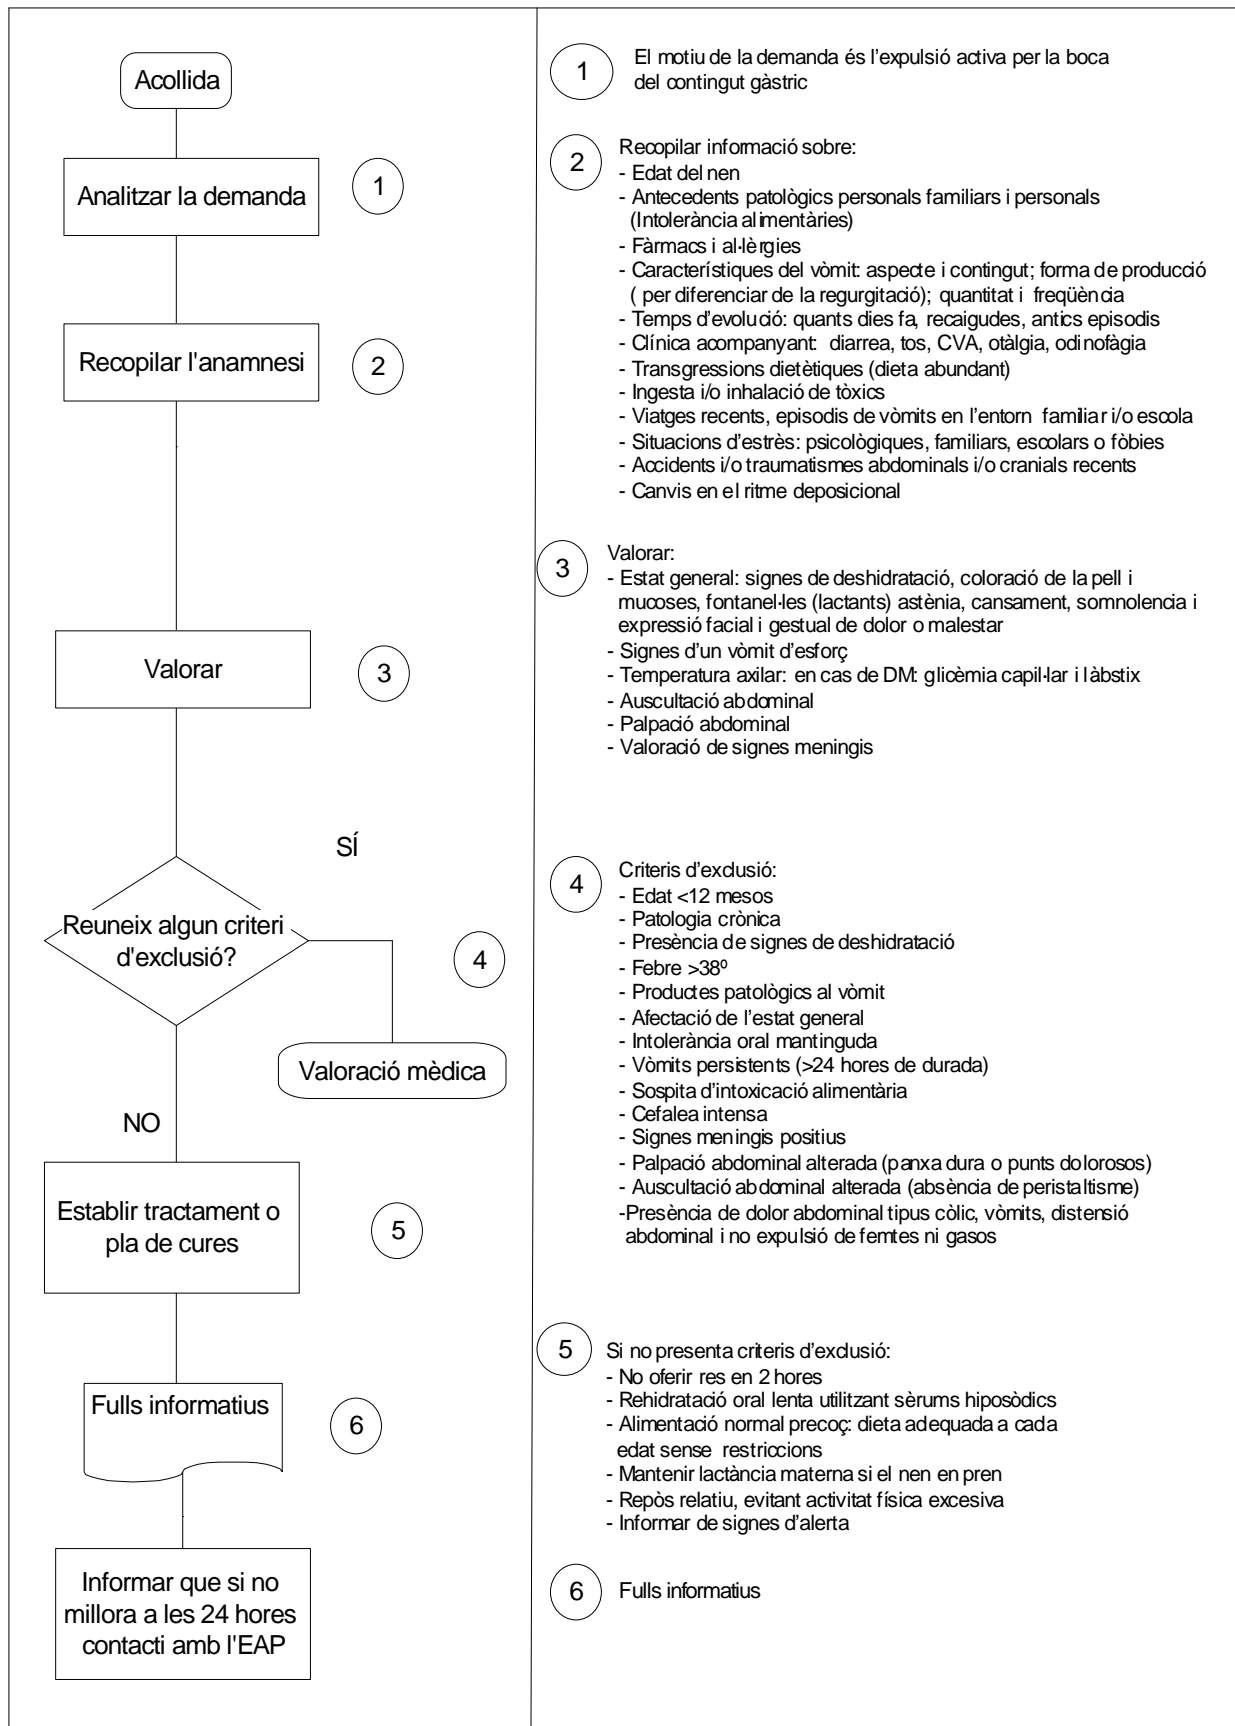 Acollida
Analitzar la demanda
1
Recopilar l'anamnesi
2
Valorar
3
SÍ
Reuneix algun criteri
d'exclusió?
4
Valoració mèdica
NO
Establir tractament o
pla de cures
5
Fulls informatius
6
Informar que si no
millora a les 24 hores
contacti amb l'EAP
1
El motiu de la demanda és l’expulsió activa per la boca
del contingut gàstric
2
Recopilar informació sobre:
- Edat del nen
- Antecedents patològics personals familiars i personals
(Intolerància alimentàries)
- Fàrmacs i al·lèrgies
- Característiques del vòmit: aspecte i contingut; forma de producció
( per diferenciar de la regurgitació); quantitat i freqüència
- Temps d’evolució: quants dies fa, recaigudes, antics episodis
- Clínica acompanyant: diarrea, tos, CVA, otàlgia, odinofàgia
- Transgressions dietètiques (dieta abundant)
- Ingesta i/o inhalació de tòxics
- Viatges recents, episodis de vòmits en l’entorn familiar i/o escola
- Situacions d’estrès: psicològiques, familiars, escolars o fòbies
- Accidents i/o traumatismes abdominals i/o cranials recents
- Canvis en el ritme deposicional
3
Valorar:
- Estat general: signes de deshidratació, coloració de la pell i
mucoses, fontanel·les (lactants) astènia, cansament, somnolencia i
expressió facial i gestual de dolor o malestar
- Signes d’un vòmit d’esforç
- Temperatura axilar: en cas de DM: glicèmia capil·lar i làbstix
- Auscultació abdominal
- Palpació abdominal
- Valoració de signes meningis
4
Criteris d’exclusió:
- Edat <12 mesos
- Patologia crònica
- Presència de signes de deshidratació
- Febre >38º
- Productes patològics al vòmit
- Afectació de l’estat general
- Intolerància oral mantinguda
- Vòmits persistents (>24 hores de durada)
- Sospita d’intoxicació alimentària
- Cefalea intensa
- Signes meningis positius
- Palpació abdominal alterada (panxa dura o punts dolorosos)
- Auscultació abdominal alterada (absència de peristaltisme)
-Presència de dolor abdominal tipus còlic, vòmits, distensió
abdominal i no expulsió de femtes ni gasos
5
Si no presenta criteris d’exclusió:
- No oferir res en 2 hores
- Rehidratació oral lenta utilitzant sèrums hiposòdics
- Alimentació normal precoç: dieta adequada a cada
edat sense restriccions
- Mantenir lactància materna si el nen en pren
- Repòs relatiu, evitant activitat física excesiva
- Informar de signes d’alerta
6
Fulls informatius